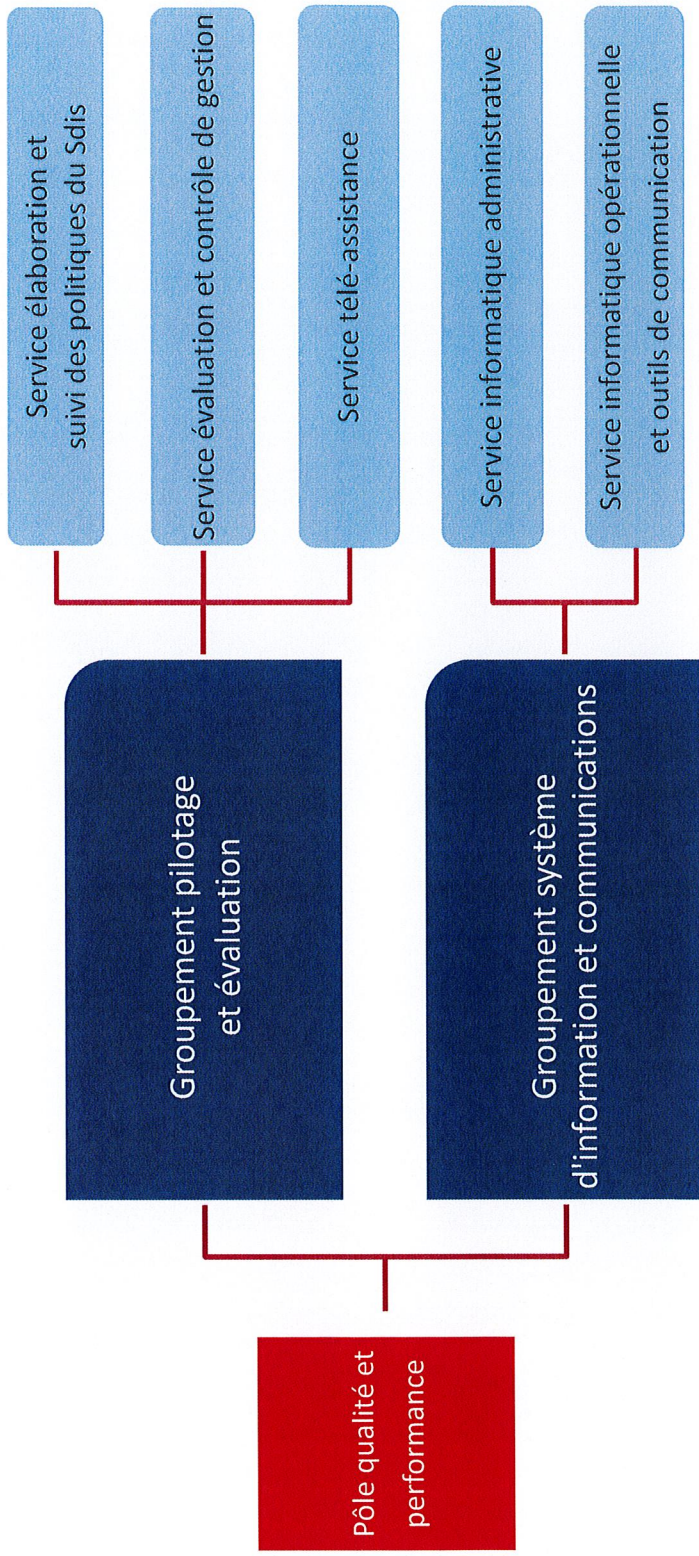 Pôle qualité et
performance
Groupement pilotage
et évaluation
Service élaboration et
suivi des politiques du Sdis
Service évaluation et contrôle de gestion
Service télé-assistance
Groupement système
d'information et communications
Service informatique administrative
Service informatique opérationnelle
et outils de communication